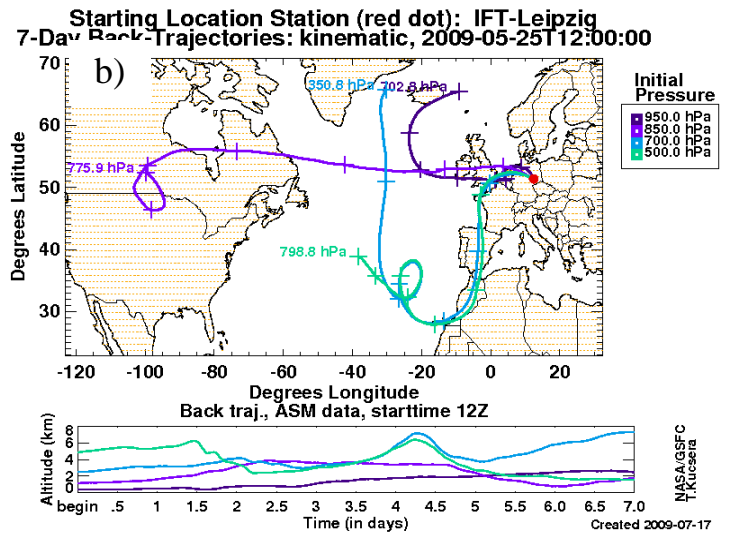 Starting Location Station (red dot):  IFT-Leipzig
7-Day Back-Trajectories: kinematic, 2009-05-25T12:00:00
b)
70
60
50
40
30
Degrees Latitude
350.8 hPa
702.8 hPa
775.9 hPa
798.8 hPa
-120 -100 -80 -60 -40 -20 0 20
Degrees Longitude
Initial
Pressure
950.0 hPa
850.0 hPa
700.0 hPa
500.0 hPa
Back traj., ASM data, starttime 12Z
Altitude (km)
8
6
4
2
0
begin .5 1 1.5 2 2.5 3 3.5 4 4.5 5 5.5 6 6.5 7.0
Time (in days)
NASA/GSFC
T.Kucsera
Created 2009-07-17